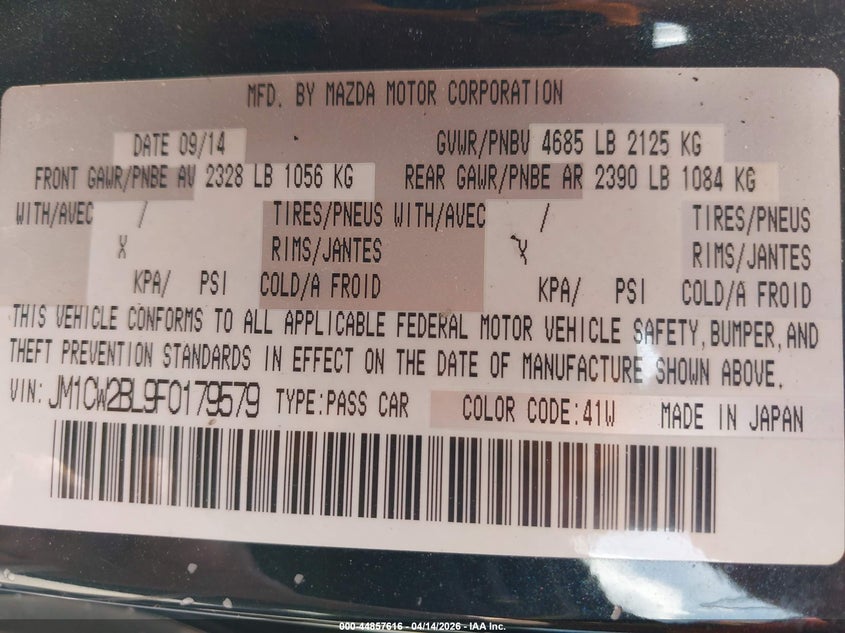 MFD. BY MAZDA MOTOR CORPORATION
DATE 09/14 GVWR/PNBV 4685 LB 2125 KG
FRONT GAWR/PNBE AV 2328 LB 1056 KG REAR GAWR/PNBE AR 2390 LB 1084 KG
WITH/AVEC / TIRES/PNEUS WITH/AVEC / TIRES/PNEUS
X RIMS/JANTES X RIMS/JANTES
KPA/ PSI COLD/A FROID KPA/ PSI COLD/A FROID
THIS VEHICLE CONFORMS TO ALL APPLICABLE FEDERAL MOTOR VEHICLE SAFETY, BUMPER, AND
THEFT PREVENTION STANDARDS IN EFFECT ON THE DATE OF MANUFACTURE SHOWN ABOVE.
VIN: JM1CW2BL9F0179579 TYPE:PASS CAR COLOR CODE:41W MADE IN JAPAN
000-44857616 - 04/14/2026 - IAA Inc.